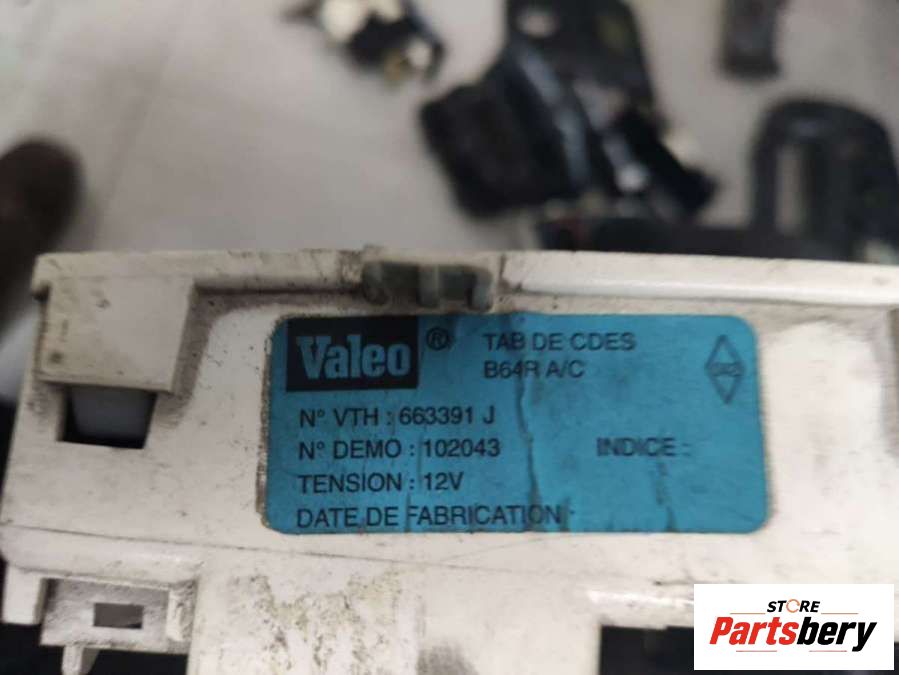 Valeo ®
TAB DE CDES
B64R A/C
N° VTH : 663391 J
N° DEMO : 102043
INDICE :
TENSION : 12V
DATE DE FABRICATION :
STORE
Partsbery